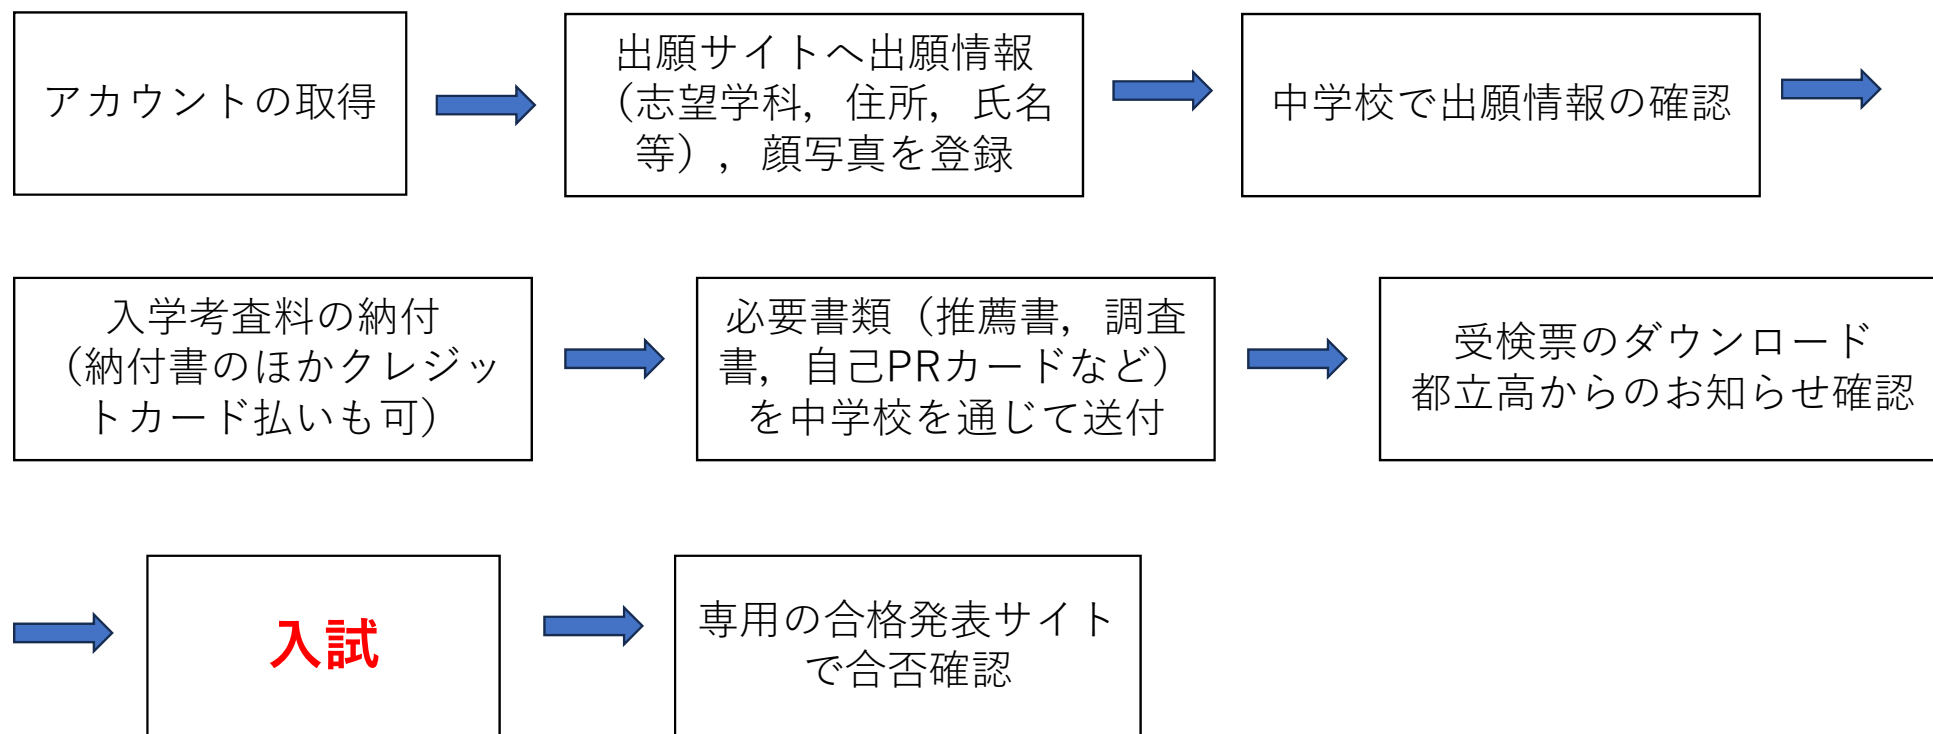 アカウントの取得
出願サイトへ出願情報
（志望学科，住所，氏名
等），顔写真を登録
中学校で出願情報の確認
入学考査料の納付
（納付書のほかクレジッ
トカード払いも可）
必要書類（推薦書，調査
書，自己PRカードなど）
を中学校を通じて送付
受検票のダウンロード
都立高からのお知らせ確認
入試
専用の合格発表サイト
で合否確認